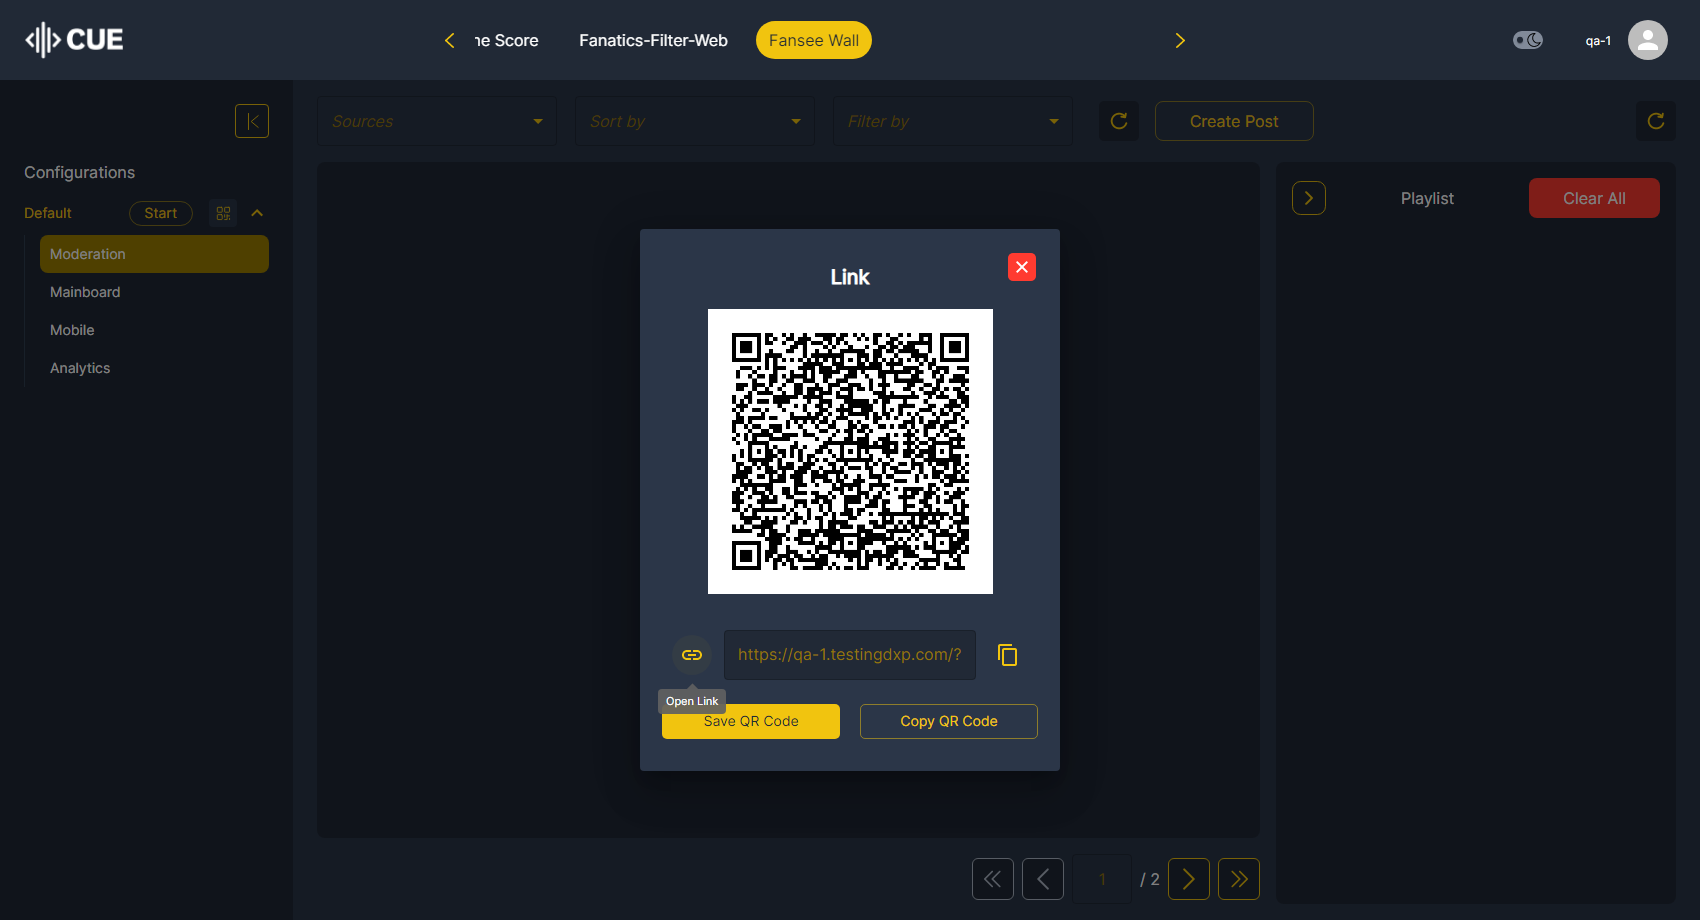 CUE
ne Score
Fanatics-Filter-Web
Fansee Wall
qa-1
Sources
Sort by
Filter by
Create Post
Configurations
Default
Start
Moderation
Mainboard
Mobile
Analytics
Playlist
Clear All
Link
https://qa-1.testingdxp.com/?
Open Link
Save QR Code
Copy QR Code
1
/ 2